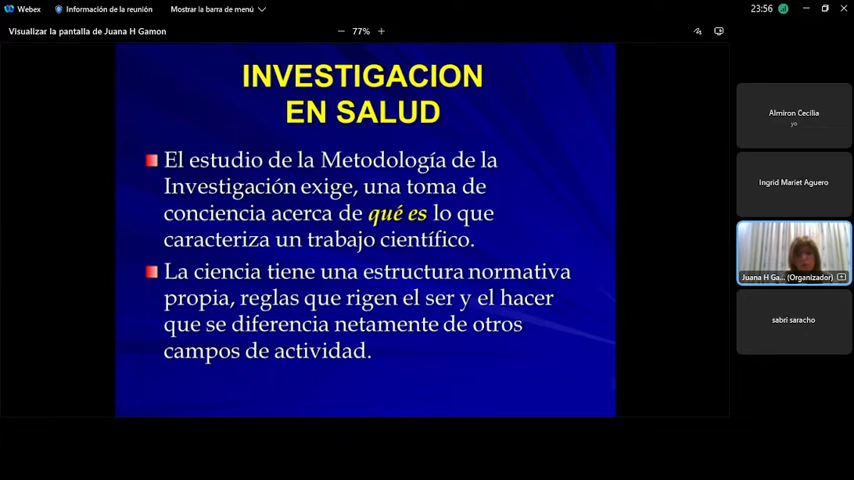 Webex
Información de la reunión
Mostrar la barra de menú
23:56
Visualizar la pantalla de Juana H Gamon
77%
INVESTIGACION
EN SALUD
El estudio de la Metodología de la
Investigación exige, una toma de
conciencia acerca de qué es lo que
caracteriza un trabajo científico.
La ciencia tiene una estructura normativa
propia, reglas que rigen el ser y el hacer
que se diferencia netamente de otros
campos de actividad.
Almiron Cecilia
yo
Ingrid Mariet Aguero
Juana H Ga... (Organizador)
sabri saracho